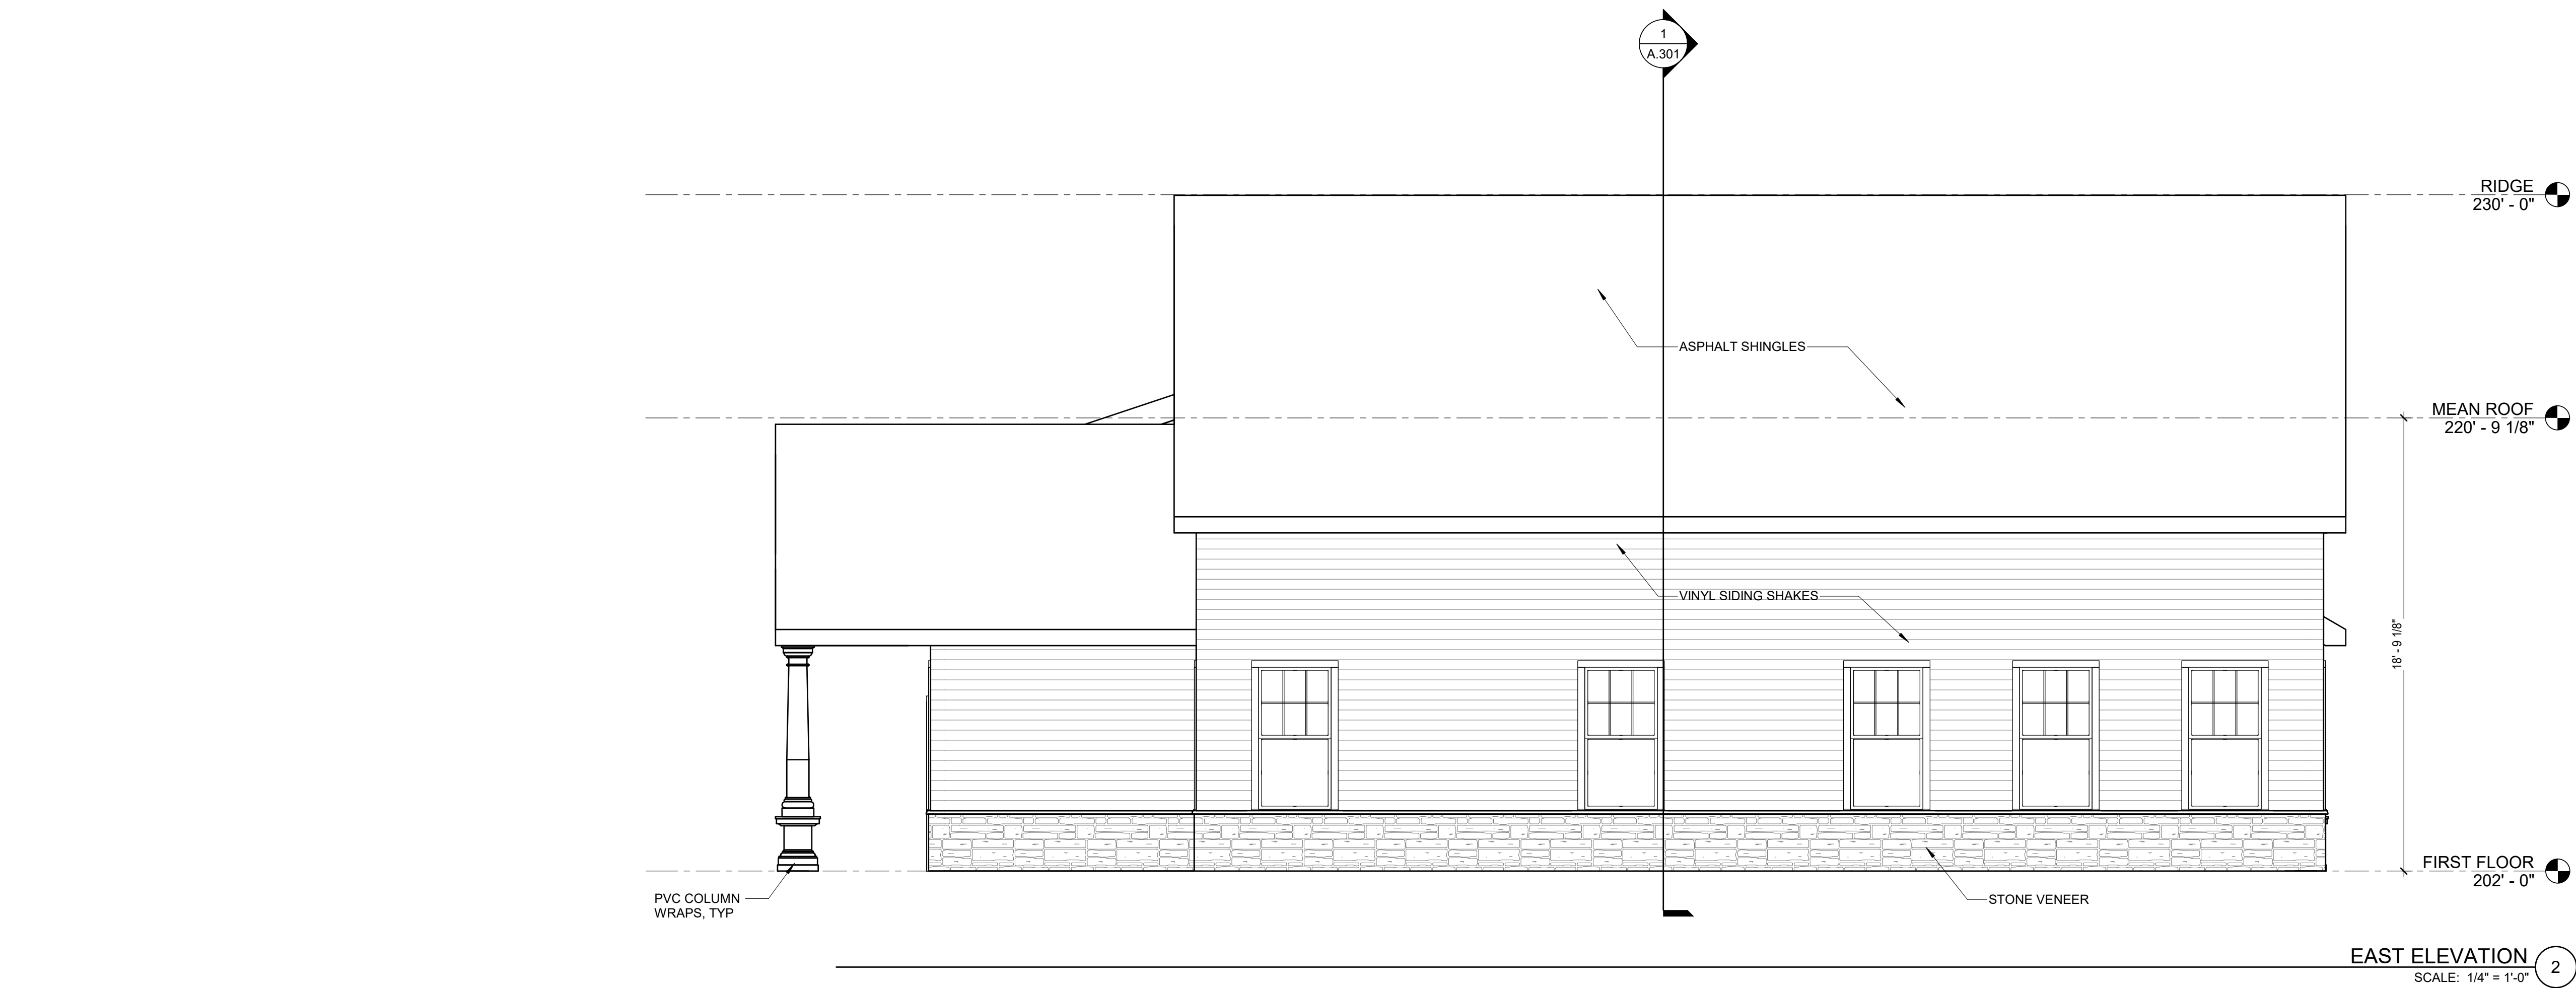 1
A.301
RIDGE
230' - 0"
ASPHALT SHINGLES
MEAN ROOF
220' - 9 1/8"
VINYL SIDING SHAKES
18' - 9 1/8"
FIRST FLOOR
202' - 0"
PVC COLUMN
WRAPS, TYP
STONE VENEER
EAST ELEVATION
2
SCALE: 1/4" = 1'-0"